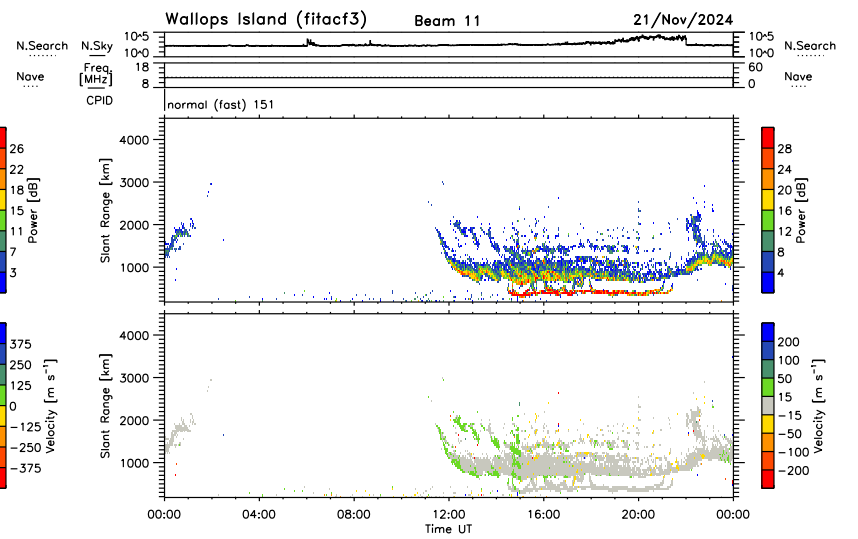 Wallops Island (fitacf3) Beam 11 21/Nov/2024
N.Search N.Sky 10^5 10^0 10^5 10^0 N.Search
Nave Freq. [MHz] 18 8 60 0 Nave
CPID normal (fast) 151
Power [dB] 26 22 18 15 11 7 3
Slant Range [km] 4000 3000 2000 1000
Power [dB] 28 24 20 16 12 8 4
Velocity [m s⁻¹] 375 250 125 0 −125 −250 −375
Slant Range [km] 4000 3000 2000 1000
Velocity [m s⁻¹] 200 100 50 15 −15 −50 −100 −200
00:00 04:00 08:00 12:00 16:00 20:00 00:00
Time UT